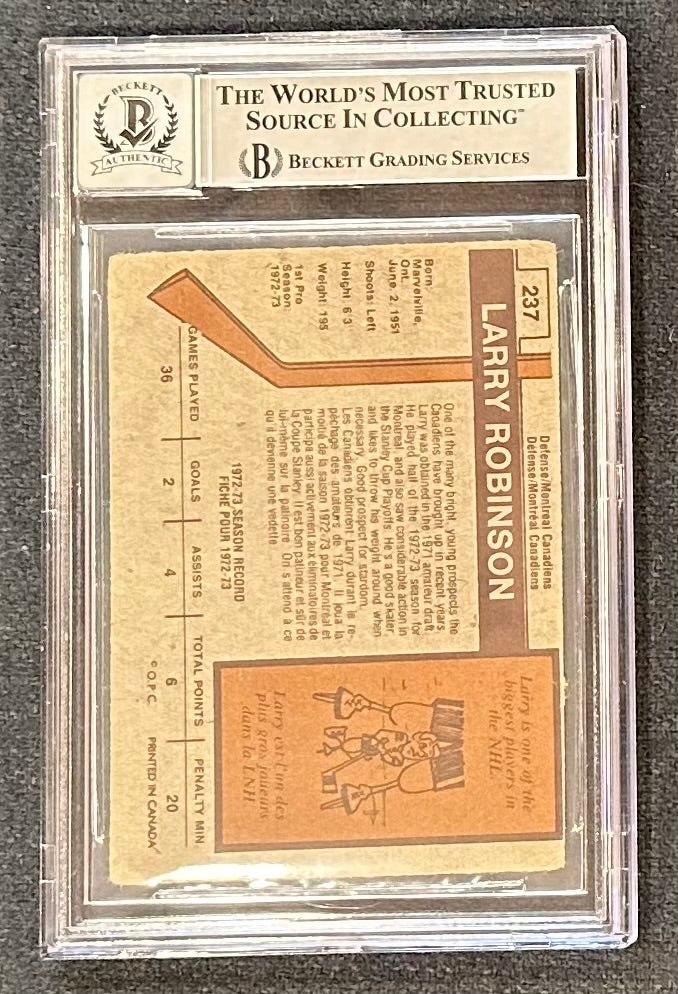 BECKETT
B
AUTHENTIC
THE WORLD'S MOST TRUSTED
SOURCE IN COLLECTING™
B BECKETT GRADING SERVICES
237
LARRY ROBINSON
Defense/Montreal Canadiens
Défense/Montréal Canadiens
Born:
Marvelville,
Ont.
June 2, 1951
Shoots: Left
Height: 6'3"
Weight: 195
1st Pro
Season:
1972-73
One of the many bright, young prospects the
Canadiens have brought up in recent years
Larry was obtained in the 1971 amateur draft
He played half of the 1972-73 season for
Montreal, and also saw considerable action in
the Stanley Cup Playoffs. He's a good skater
and likes to throw his weight around when
necessary. Good prospect for stardom.
Les Canadiens obtinrent Larry durant le re-
pêchage des amateurs de 1971. Il joua la
moitié de la saison 1972-73 pour Montréal et
participa aussi activement aux éliminatoires de
la Coupe Stanley. Il est bon patineur et sûr de
lui-même sur la patinoire. On s'attend à ce
qu'il devienne une vedette
Larry is one of the
biggest players in
the NHL.
Larry est l'un des
plus gros joueurs
dans la LNH
1972-73 SEASON RECORD
FICHE POUR 1972-73
GAMES PLAYED GOALS ASSISTS TOTAL POINTS PENALTY MIN
36 2 4 6 20
© O.P.C. PRINTED IN CANADA